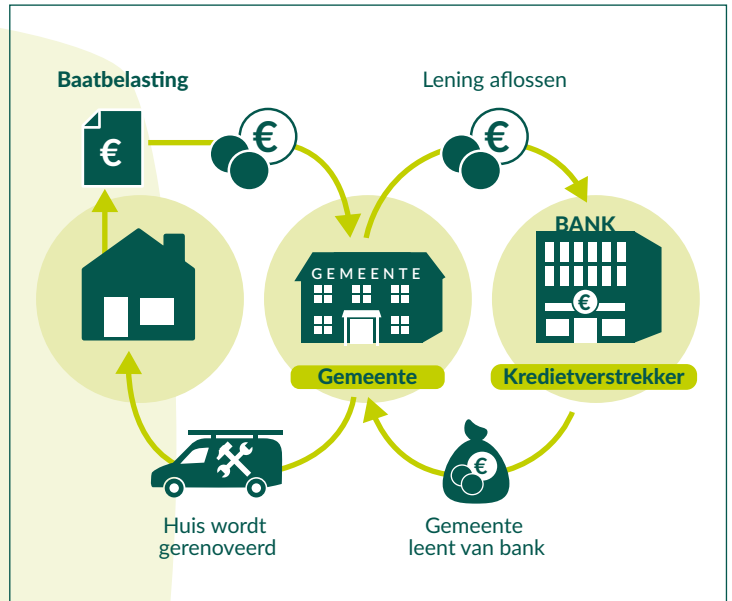 Baatbelasting
Lening aflossen
€
€
€
BANK
GEMEENTE
€
Gemeente
Kredietverstrekker
€
Huis wordt
gerenoveerd
Gemeente
leent van bank